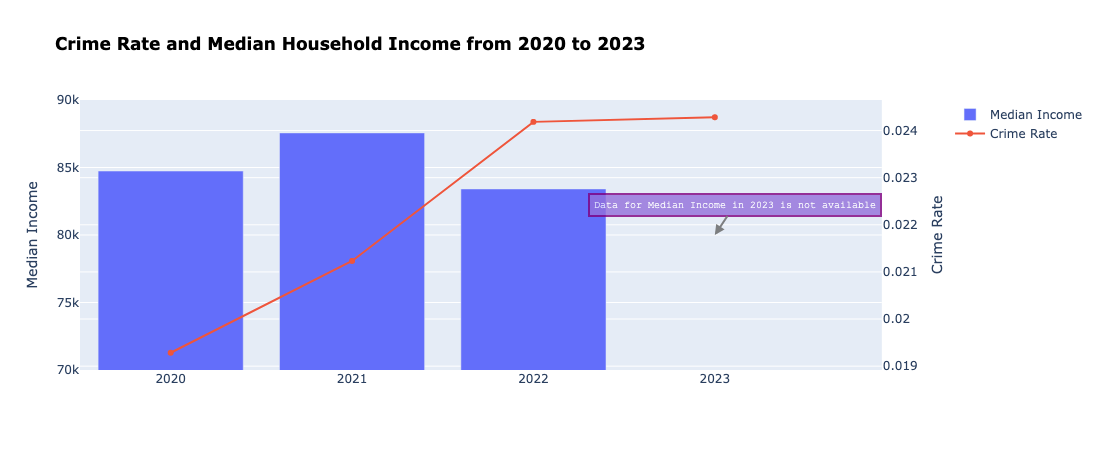 Crime Rate and Median Household Income from 2020 to 2023
Median Income
90k
85k
80k
75k
70k
2020
2021
2022
2023
Data for Median Income in 2023 is not available
0.024
0.023
0.022
0.021
0.02
0.019
Crime Rate
Median Income
Crime Rate